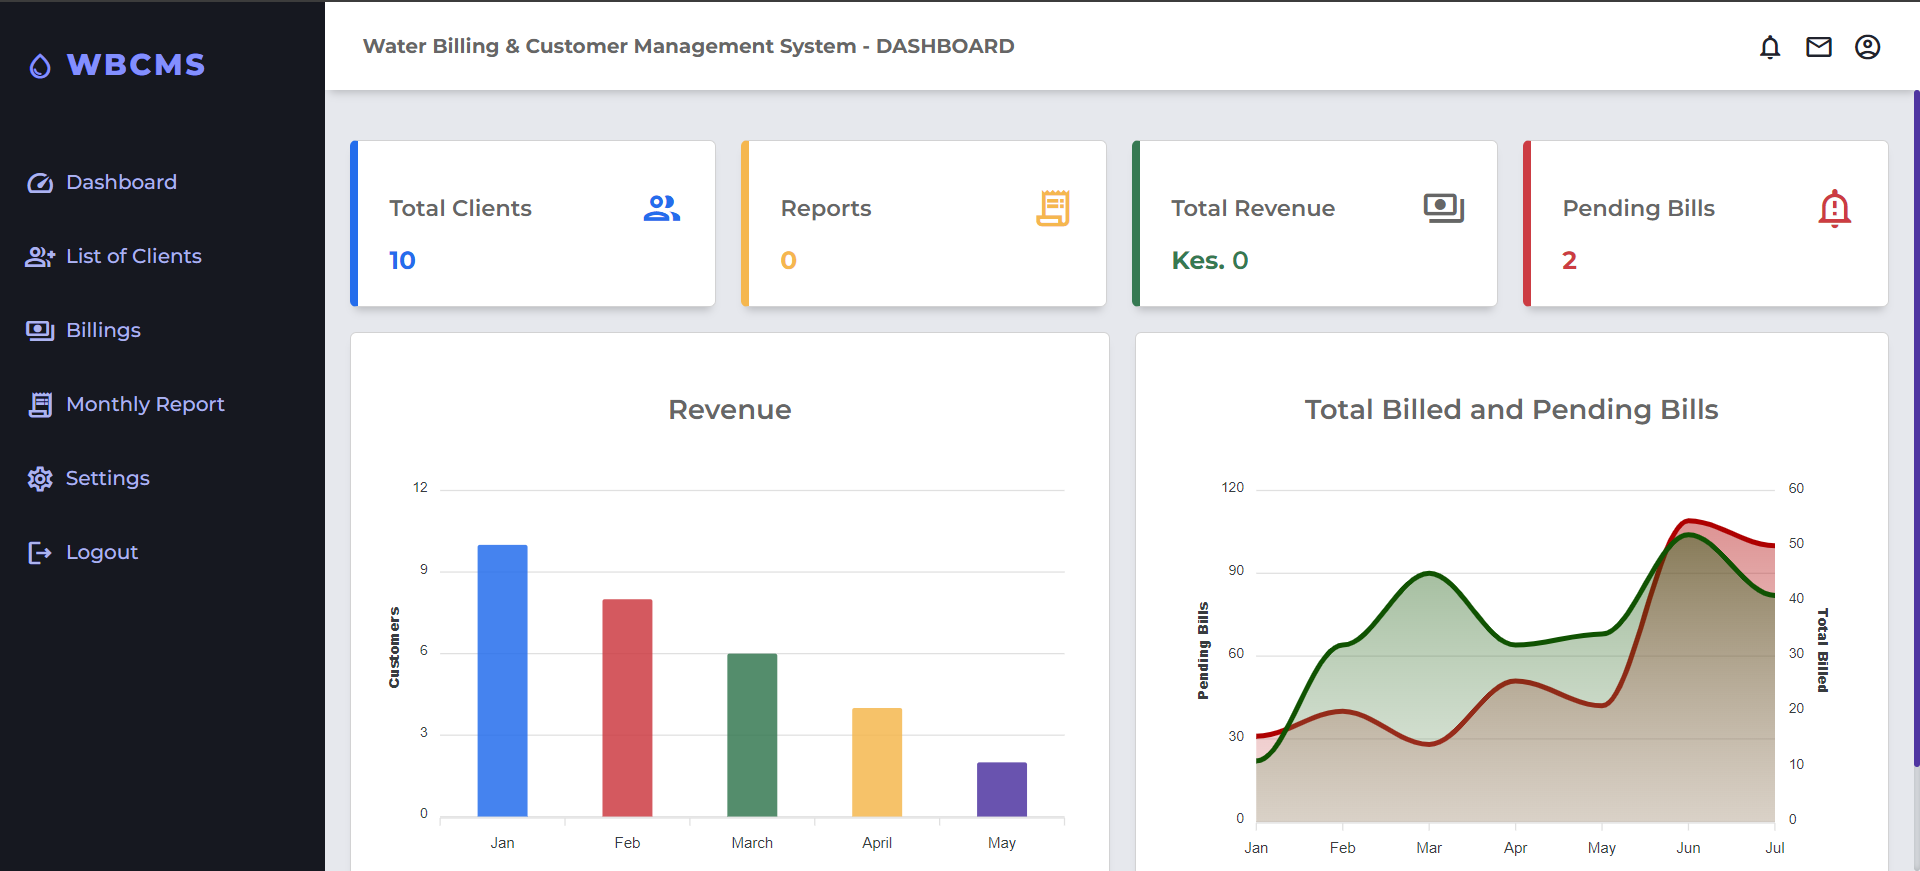 WBCMS
Dashboard
List of Clients
Billings
Monthly Report
Settings
Logout
Water Billing & Customer Management System - DASHBOARD
Total Clients
10
Reports
0
Total Revenue
Kes. 0
Pending Bills
2
Revenue
12
9
6
3
0
Customers
Jan Feb March April May
Total Billed and Pending Bills
120
90
60
30
0
Pending Bills
60
50
40
30
20
10
0
Total Billed
Jan Feb Mar Apr May Jun Jul